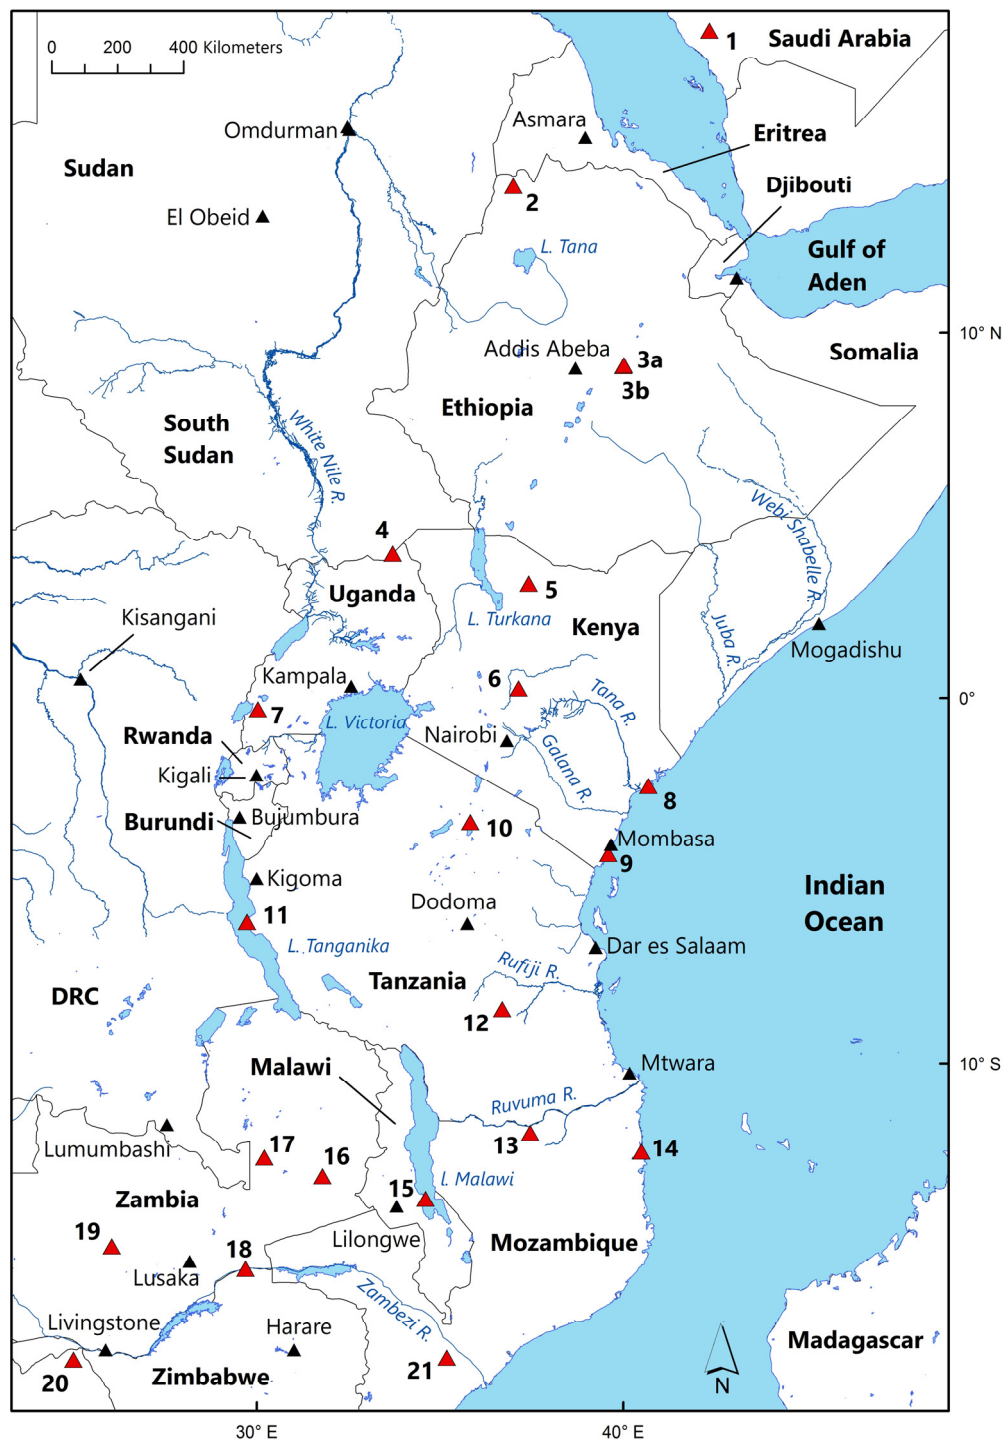 0 200 400 Kilometers
1
Saudi Arabia
Asmara
Omdurman
Eritrea
Sudan
Djibouti
2
El Obeid
L. Tana
Gulf of
Aden
10° N
Addis Abeba
3a
3b
Somalia
Ethiopia
South
Sudan
White Nile R.
Webi Shabelle R.
4
Uganda
5
L. Turkana
Kenya
Juba R.
Kisangani
Mogadishu
Kampala
6
Tana R.
0°
7
L. Victoria
Nairobi
Galana R.
Rwanda
Kigali
8
Burundi
Bujumbura
10
Mombasa
9
Kigoma
Indian
Ocean
Dodoma
11
L. Tanganika
Dar es Salaam
Rufiji R.
Tanzania
DRC
12
Malawi
Mtwara
10° S
Ruvuma R.
Lumumbashi
17
16
13
14
15
l. Malawi
Zambia
19
Lilongwe
Mozambique
18
Lusaka
Zambezi R.
Livingstone
Harare
Madagascar
20
Zimbabwe
21
N
30° E
40° E